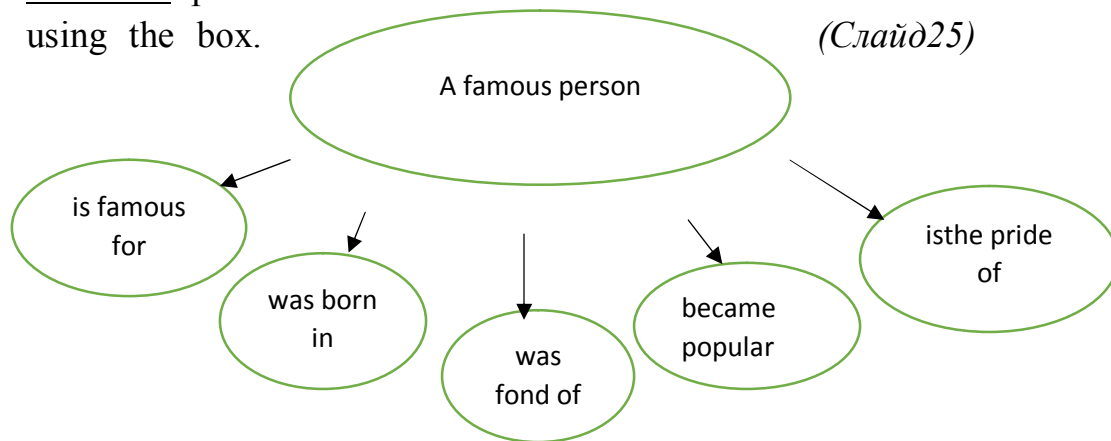 using the box. (Слайд25)
A famous person
is famous
for
was born
in
was
fond of
became
popular
isthe pride
of